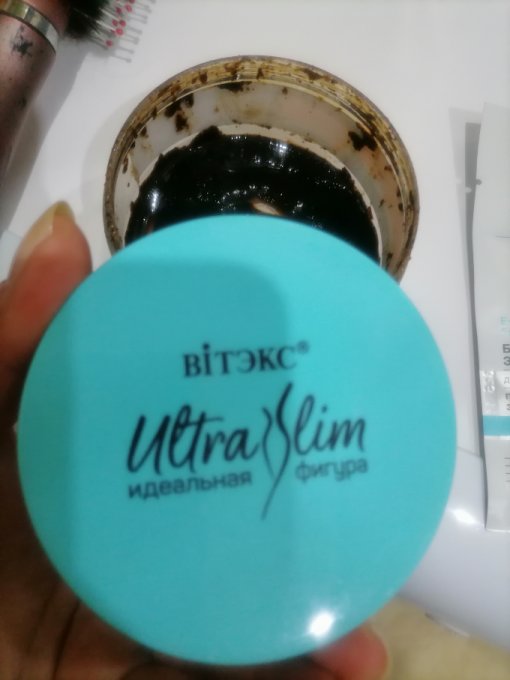 вiтэкс®
Ultra Slim
идеальная фигура